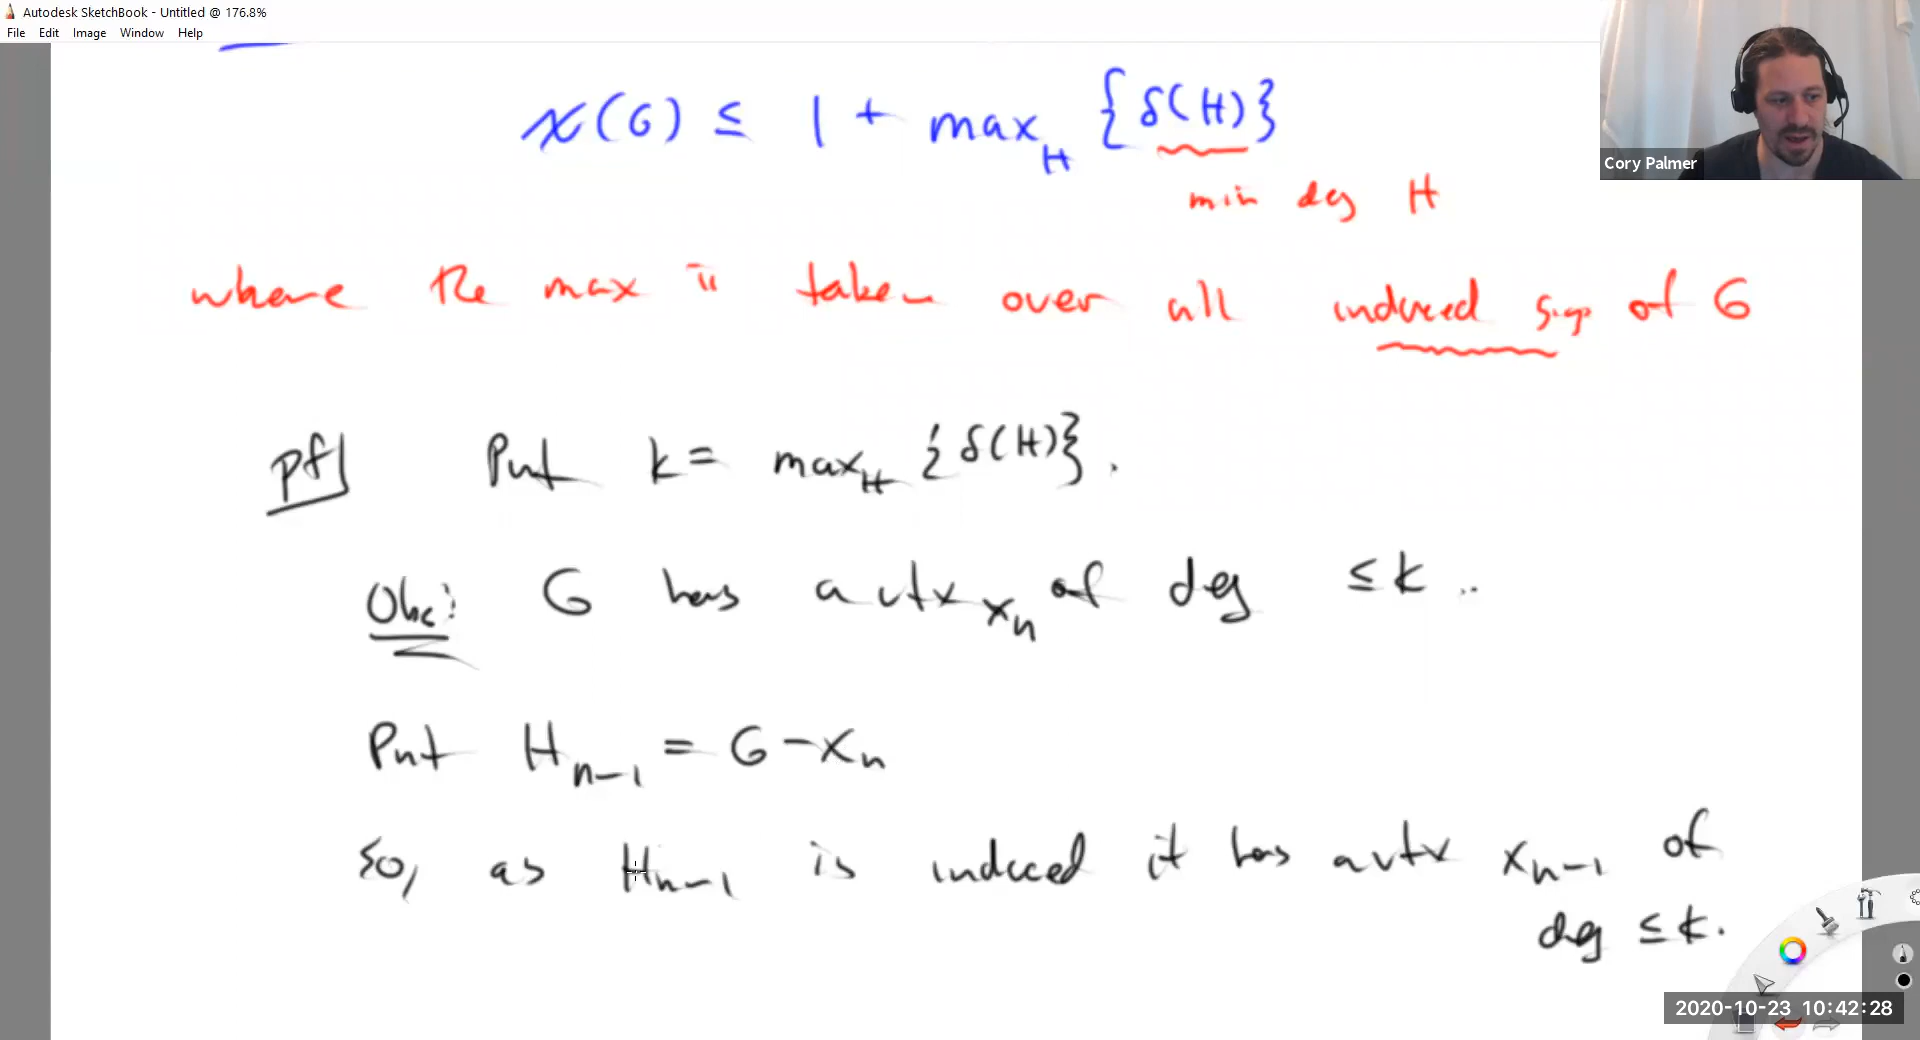 Autodesk SketchBook - Untitled @ 176.8%
File Edit Image Window Help
χ(G) ≤ 1 + max_H {δ(H)}
min deg H
Cory Palmer
where the max is taken over all induced sgp of G
pf] Put k = max_H {δ(H)}.
Obs: G has a vtx x_n of deg ≤ k..
Put H_{n-1} = G - x_n
So, as H_{n-1} is induced it has a vtx x_{n-1} of
deg ≤ k.
2020-10-23 10:42:28